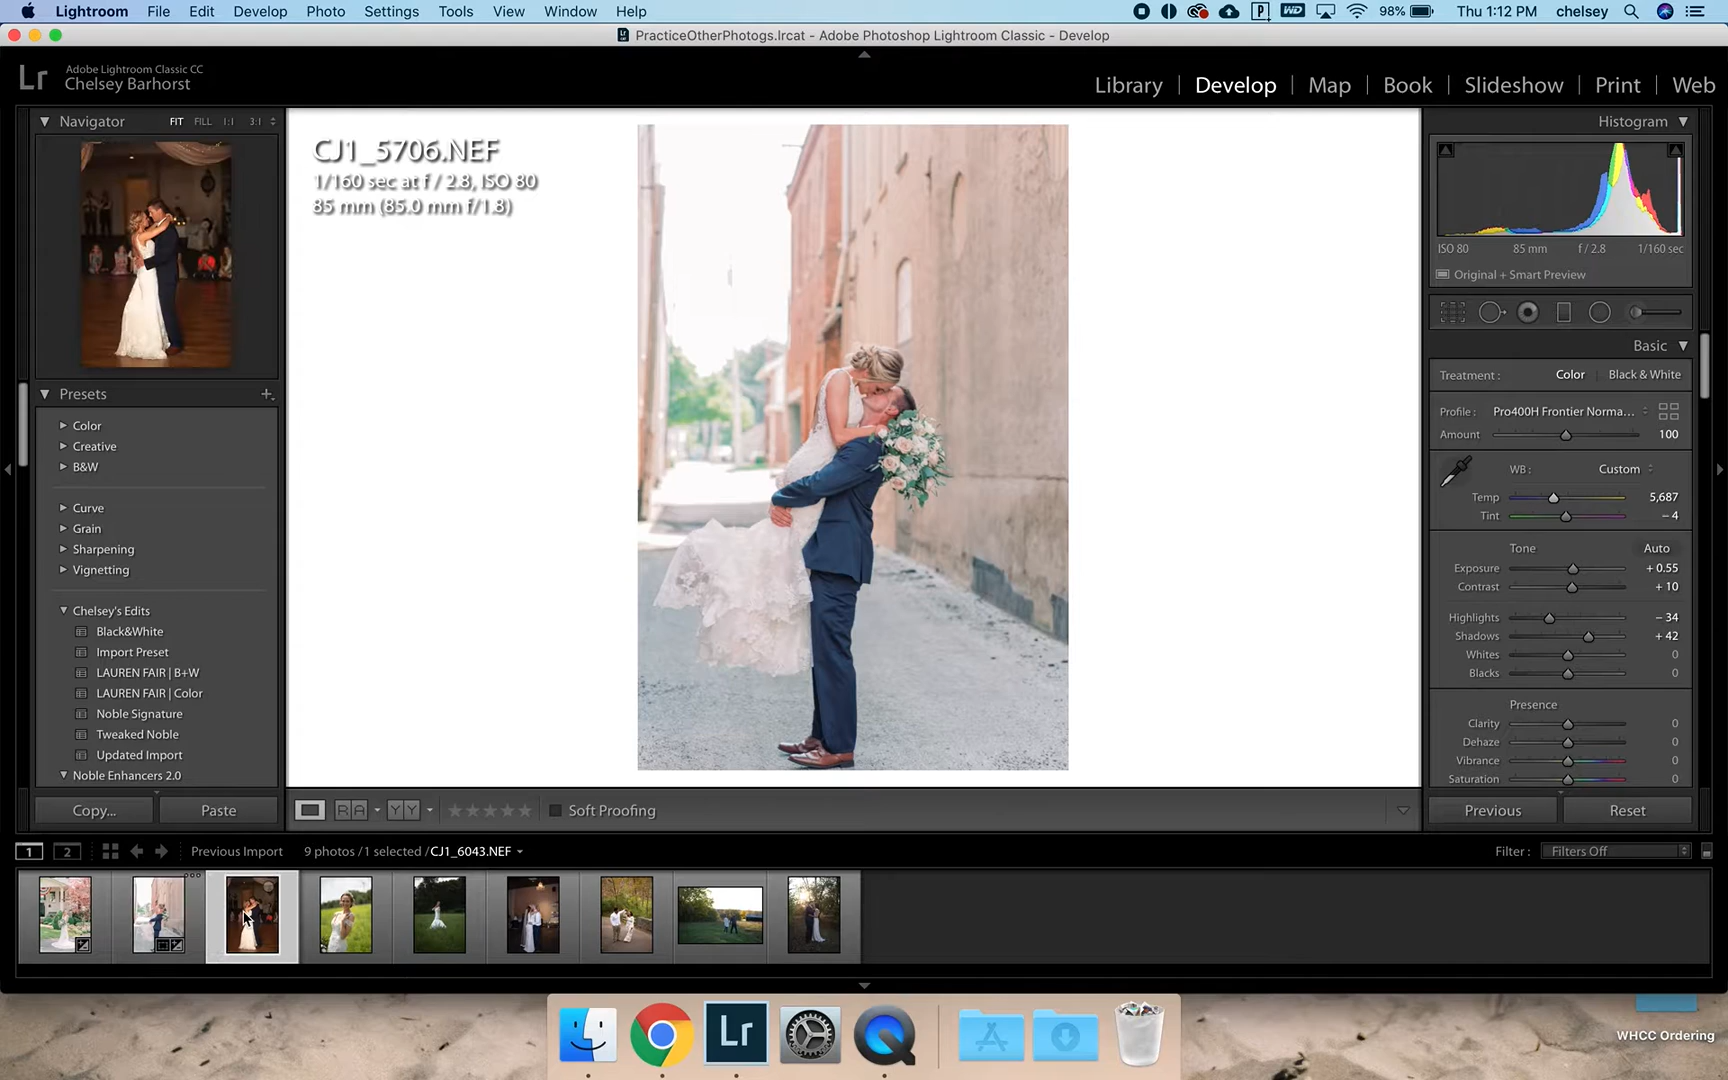 Lightroom File Edit Develop Photo Settings Tools View Window Help
98% Thu 1:12 PM chelsey
PracticeOtherPhotogs.lrcat - Adobe Photoshop Lightroom Classic - Develop
Lr
Adobe Lightroom Classic CC
Chelsey Barhorst
Library Develop Map Book Slideshow Print Web
Navigator FIT FILL 1:1 3:1
Presets
Color
Creative
B&W
Curve
Grain
Sharpening
Vignetting
Chelsey's Edits
Black&White
Import Preset
LAUREN FAIR | B+W
LAUREN FAIR | Color
Noble Signature
Tweaked Noble
Updated Import
Noble Enhancers 2.0
Copy... Paste
CJ1_5706.NEF
1/160 sec at f / 2.8, ISO 80
85 mm (85.0 mm f/1.8)
Histogram
ISO 80 85 mm f / 2.8 1/160 sec
Original + Smart Preview
Basic
Treatment : Color Black & White
Profile : Pro400H Frontier Norma...
Amount 100
WB : Custom
Temp 5,687
Tint – 4
Tone Auto
Exposure + 0.55
Contrast + 10
Highlights – 34
Shadows + 42
Whites 0
Blacks 0
Presence
Clarity 0
Dehaze 0
Vibrance 0
Saturation 0
Previous Reset
R A Y Y Soft Proofing
1 2 Previous Import 9 photos / 1 selected / CJ1_6043.NEF Filter : Filters Off
Lr
WHCC Ordering